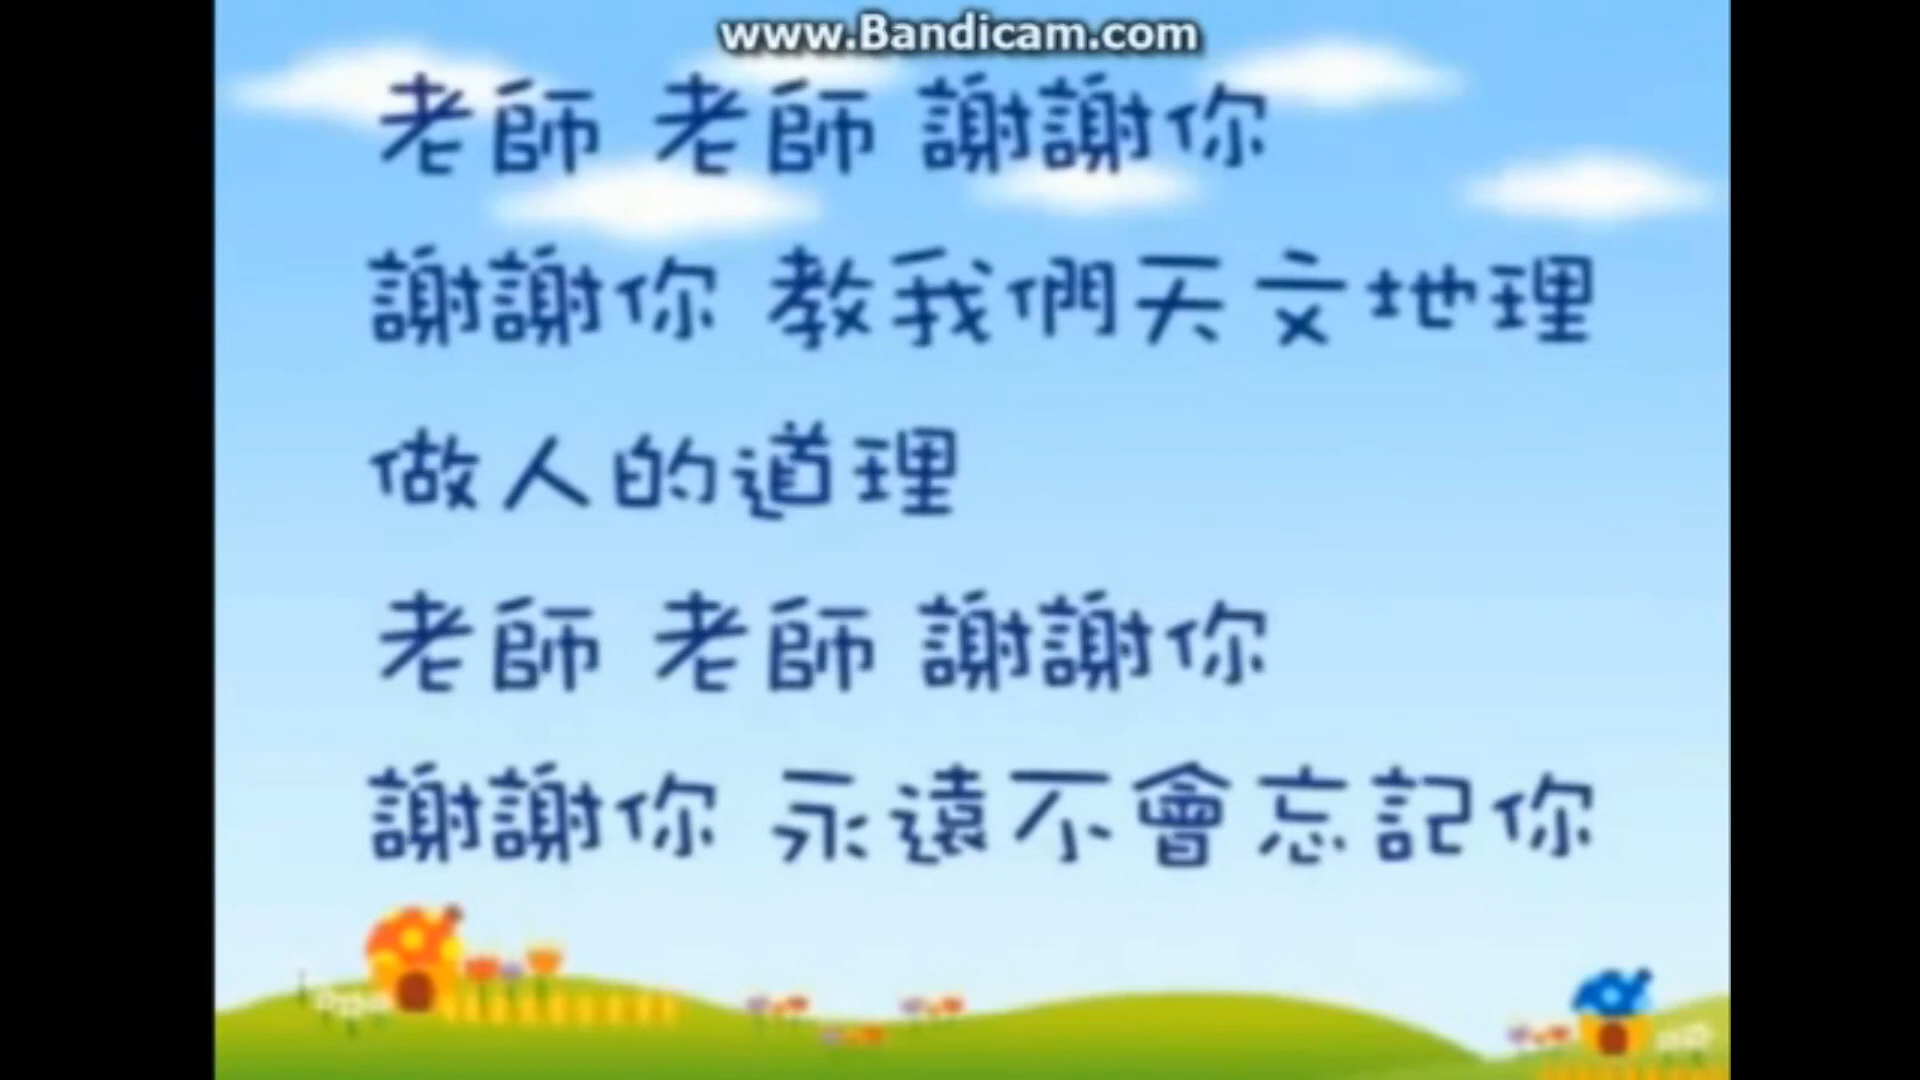 www.Bandicam.com
老師 老師 謝謝你
謝謝你 教我們天文地理
做人的道理
老師 老師 謝謝你
謝謝你 永遠不會忘記你